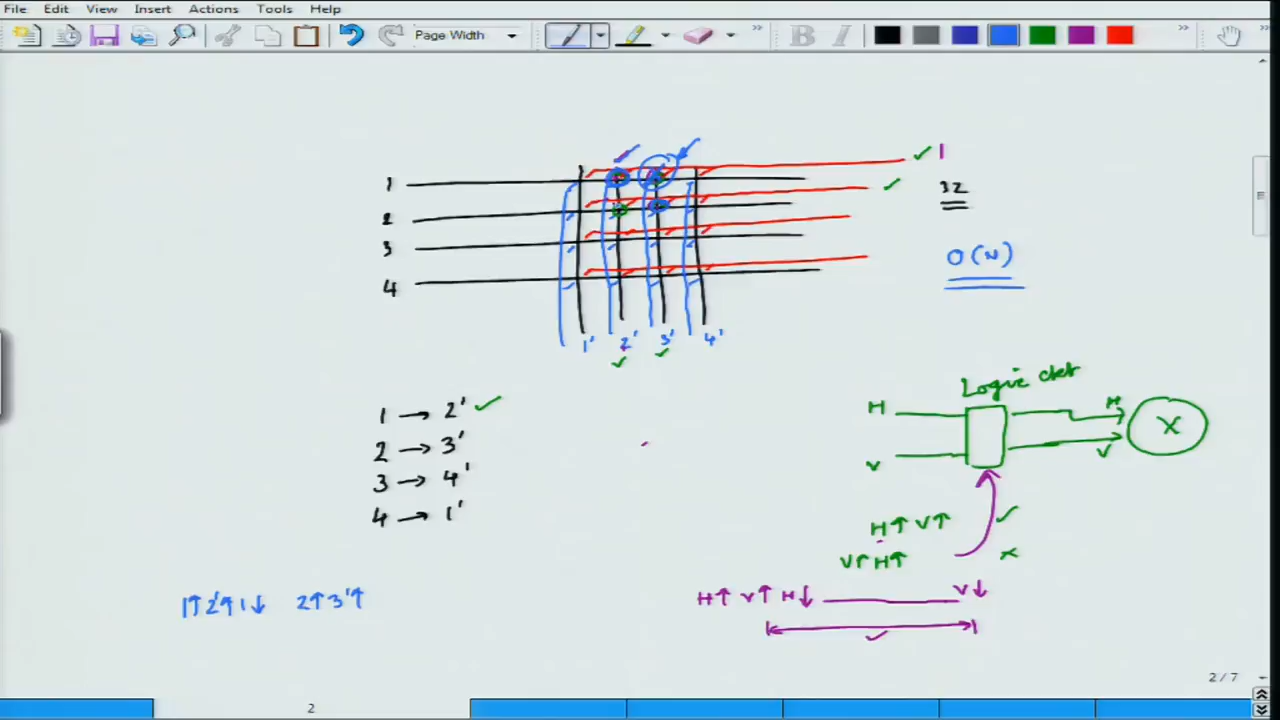 File Edit View Insert Actions Tools Help
Page Width
1
1
32
2
3
O(N)
4
1' 2' 3' 4'
Logic ckt
1 → 2'
H
H
X
2 → 3'
V
V
3 → 4'
4 → 1'
H↑ V↑
V↑ H↑
H↑ V↑ H↓ V↓
1↑ 2'↑ 1↓ 2↑ 3'↑
2 / 7
2